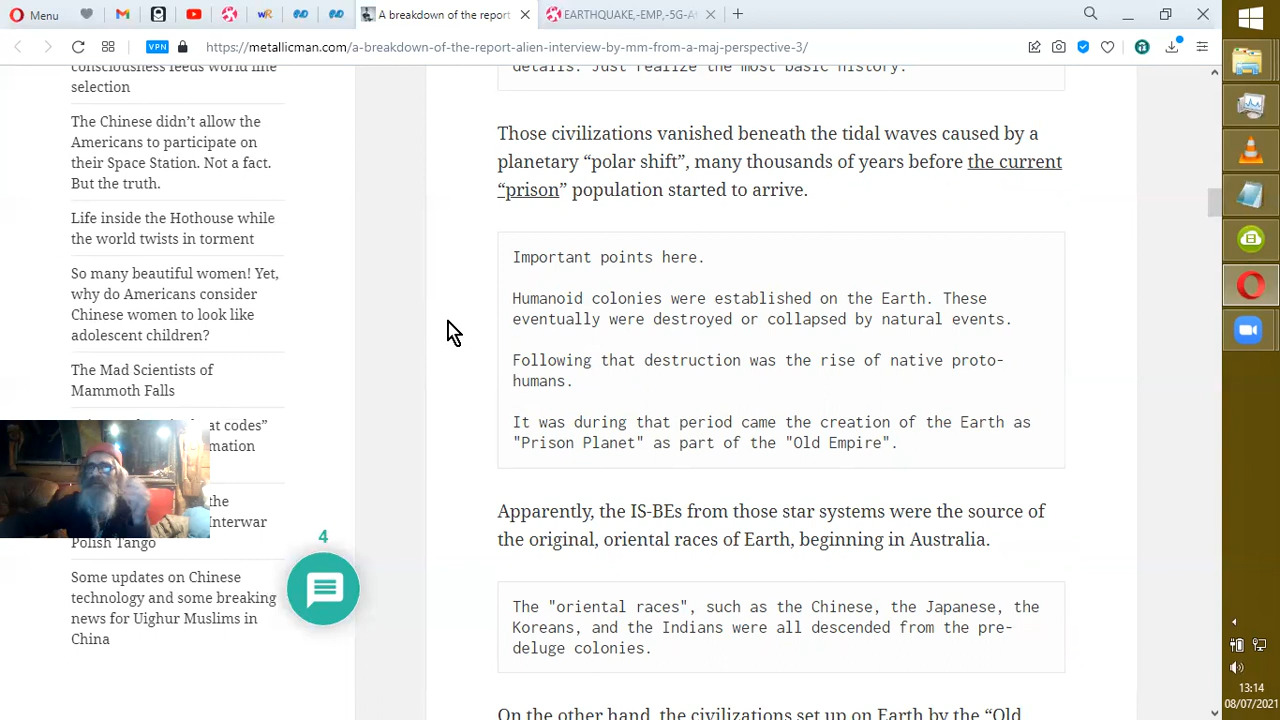 Menu
A breakdown of the report
EARTHQUAKE,-EMP,-5G-A
VPN
https://metallicman.com/a-breakdown-of-the-report-alien-interview-by-mm-from-a-maj-perspective-3/
consciousness feeds world line
selection
The Chinese didn’t allow the
Americans to participate on
their Space Station. Not a fact.
But the truth.
Life inside the Hothouse while
the world twists in torment
So many beautiful women! Yet,
why do Americans consider
Chinese women to look like
adolescent children?
The Mad Scientists of
Mammoth Falls
at codes”
mation
the
Interwar
Polish Tango
Some updates on Chinese
technology and some breaking
news for Uighur Muslims in
China
4
details. Just realize the most basic history.
Those civilizations vanished beneath the tidal waves caused by a
planetary “polar shift”, many thousands of years before the current
“prison” population started to arrive.
Important points here.
Humanoid colonies were established on the Earth. These
eventually were destroyed or collapsed by natural events.
Following that destruction was the rise of native proto-
humans.
It was during that period came the creation of the Earth as
"Prison Planet" as part of the "Old Empire".
Apparently, the IS-BEs from those star systems were the source of
the original, oriental races of Earth, beginning in Australia.
The "oriental races", such as the Chinese, the Japanese, the
Koreans, and the Indians were all descended from the pre-
deluge colonies.
On the other hand, the civilizations set up on Earth by the “Old
13:14
08/07/2021